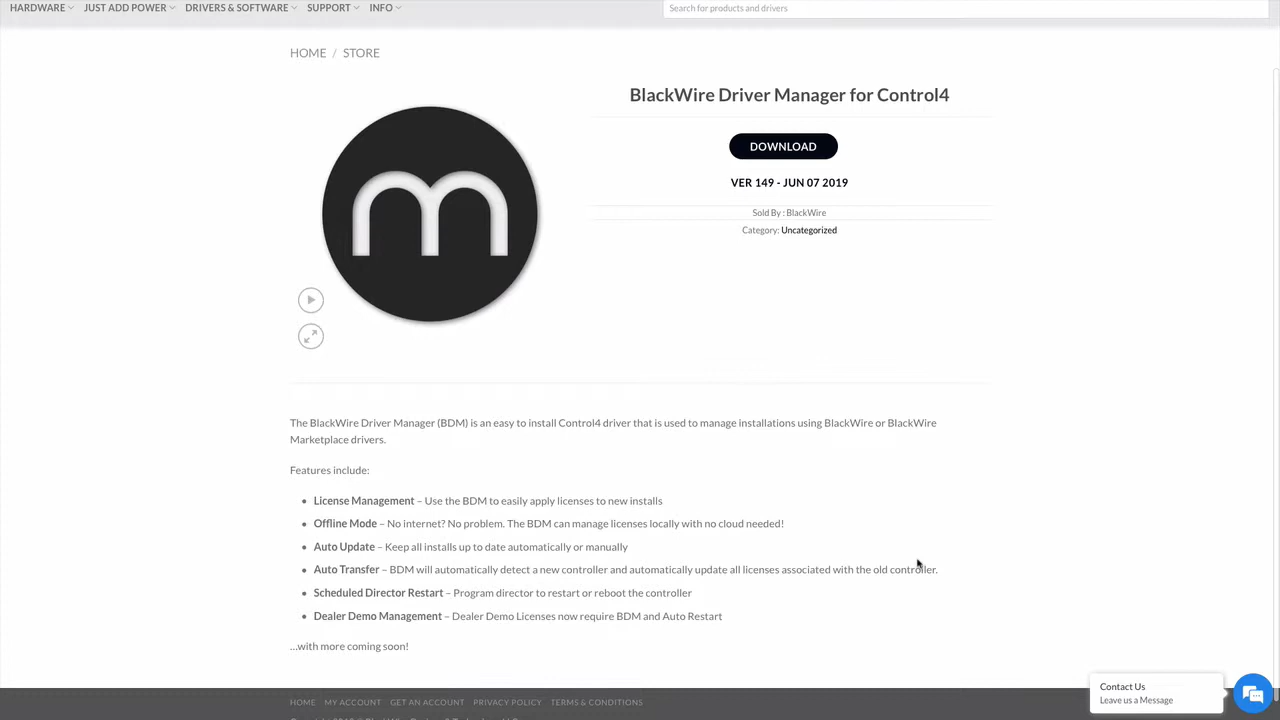 HARDWARE JUST ADD POWER DRIVERS & SOFTWARE SUPPORT INFO
Search for products and drivers
HOME / STORE
BlackWire Driver Manager for Control4
DOWNLOAD
VER 149 - JUN 07 2019
Sold By : BlackWire
Category: Uncategorized
The BlackWire Driver Manager (BDM) is an easy to install Control4 driver that is used to manage installations using BlackWire or BlackWire
Marketplace drivers.
Features include:
License Management – Use the BDM to easily apply licenses to new installs
Offline Mode – No internet? No problem. The BDM can manage licenses locally with no cloud needed!
Auto Update – Keep all installs up to date automatically or manually
Auto Transfer – BDM will automatically detect a new controller and automatically update all licenses associated with the old controller.
Scheduled Director Restart – Program director to restart or reboot the controller
Dealer Demo Management – Dealer Demo Licenses now require BDM and Auto Restart
...with more coming soon!
Contact Us
Leave us a Message
HOME MY ACCOUNT GET AN ACCOUNT PRIVACY POLICY TERMS & CONDITIONS